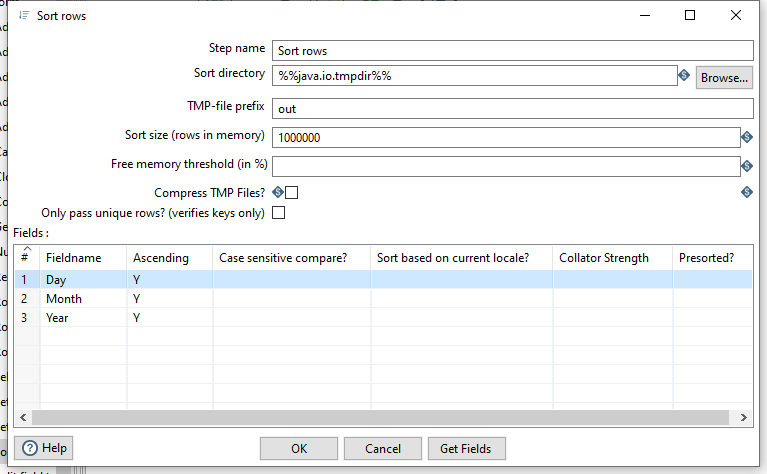 Sort rows
Step name Sort rows
Sort directory %%java.io.tmpdir%% Browse...
TMP-file prefix out
Sort size (rows in memory) 1000000
Free memory threshold (in %)
Compress TMP Files?
Only pass unique rows? (verifies keys only)
Fields :
# Fieldname Ascending Case sensitive compare? Sort based on current locale? Collator Strength Presorted?
1 Day Y
2 Month Y
3 Year Y
Help OK Cancel Get Fields